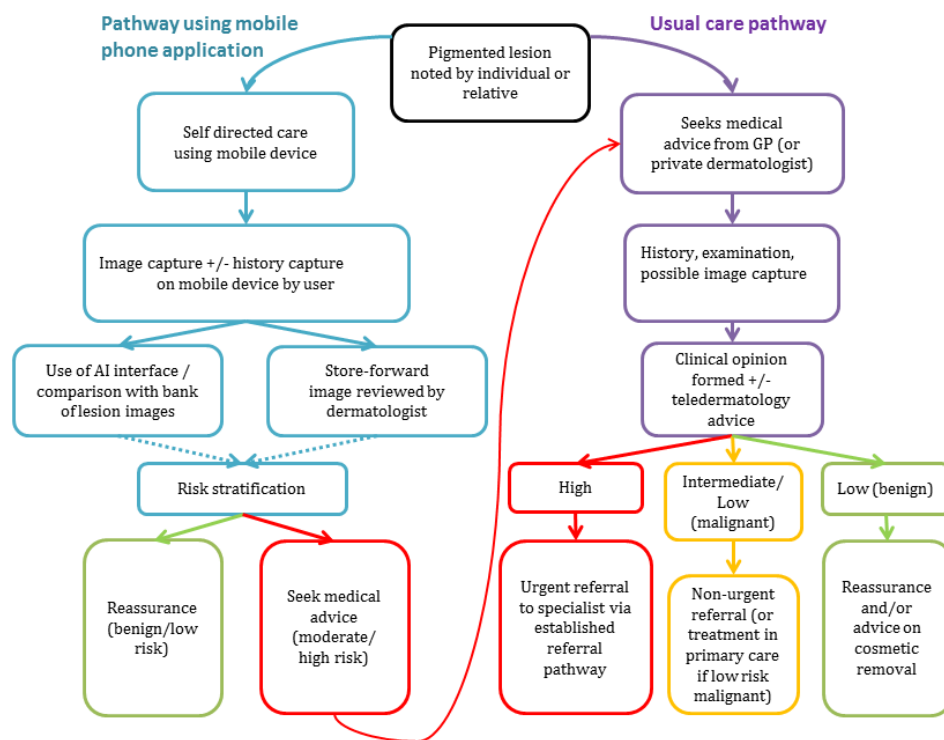 Pathway using mobile
phone application
Usual care pathway
Pigmented lesion
noted by individual or
relative
Self directed care
using mobile device
Seeks medical
advice from GP (or
private dermatologist)
Image capture +/- history capture
on mobile device by user
History, examination,
possible image capture
Use of AI interface /
comparison with bank
of lesion images
Store-forward
image reviewed by
dermatologist
Clinical opinion
formed +/-
teledermatology
advice
Risk stratification
High
Intermediate/
Low
(malignant)
Low (benign)
Reassurance
(benign/low
risk)
Seek medical
advice
(moderate/
high risk)
Urgent referral
to specialist via
established
referral
pathway
Non-urgent
referral (or
treatment in
primary care
if low risk
malignant)
Reassurance
and/or
advice on
cosmetic
removal